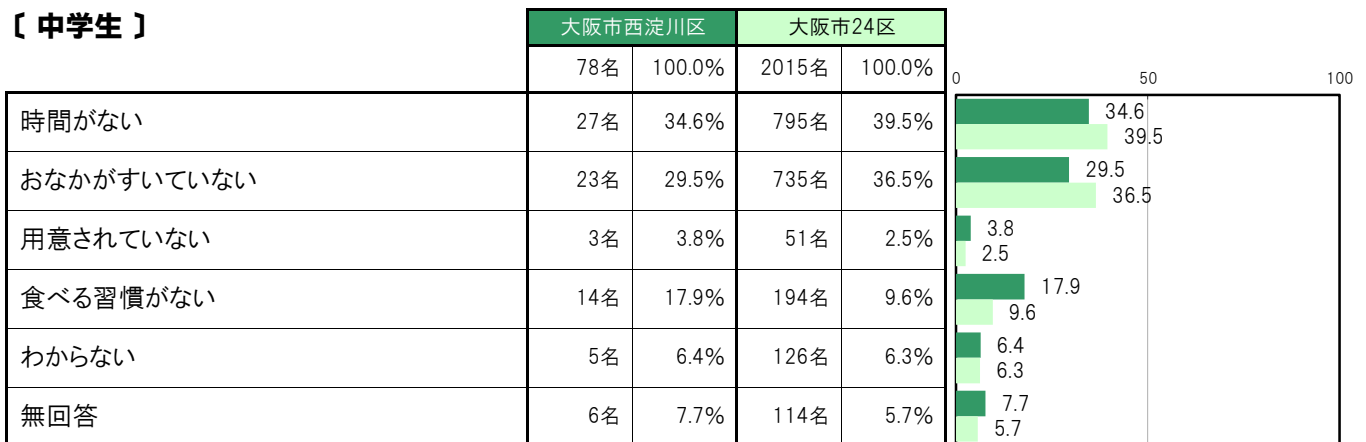 〔 中学生 〕
大阪市西淀川区 大阪市24区
78名 100.0% 2015名 100.0%
0 50 100
時間がない 27名 34.6% 795名 39.5% 34.6
39.5
おなかがすいていない 23名 29.5% 735名 36.5% 29.5
36.5
用意されていない 3名 3.8% 51名 2.5% 3.8
2.5
食べる習慣がない 14名 17.9% 194名 9.6% 17.9
9.6
わからない 5名 6.4% 126名 6.3% 6.4
6.3
無回答 6名 7.7% 114名 5.7% 7.7
5.7